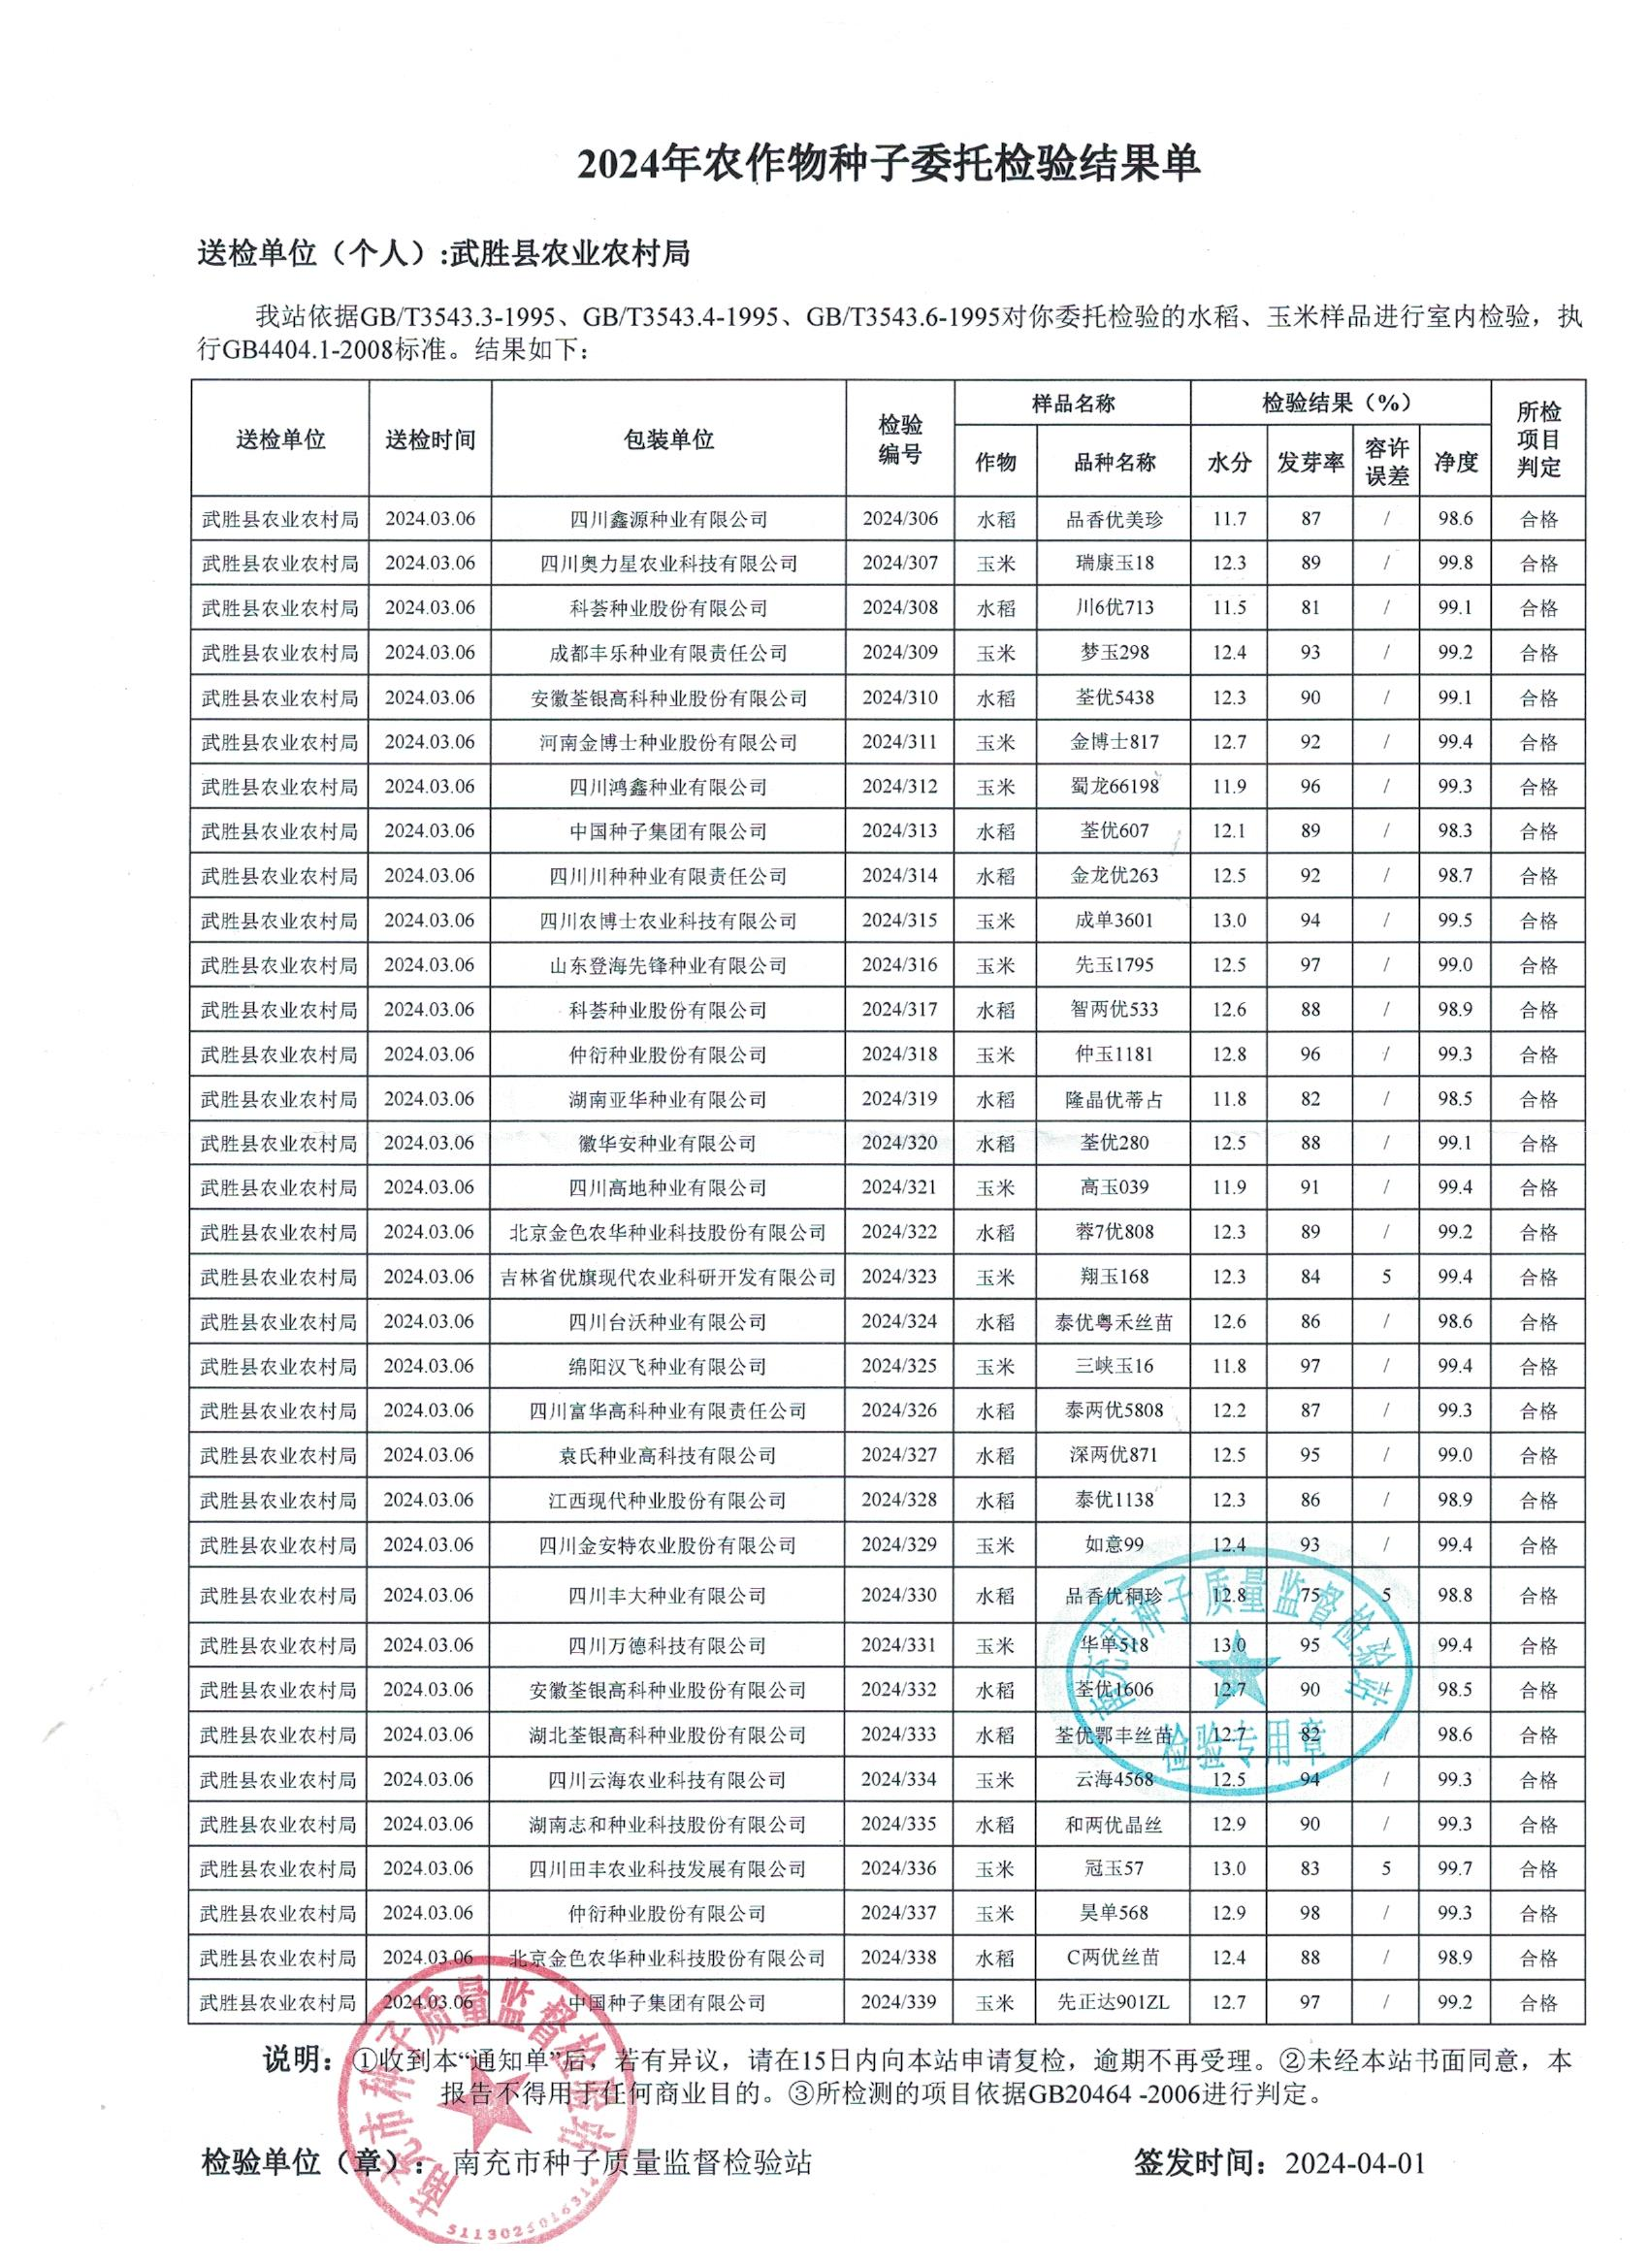 2024年农作物种子委托检验结果单
送检单位（个人）:武胜县农业农村局
我站依据GB/T3543.3-1995、GB/T3543.4-1995、GB/T3543.6-1995对你委托检验的水稻、玉米样品进行室内检验，执
行GB4404.1-2008标准。结果如下：
送检单位 送检时间 包装单位 检验编号 样品名称 检验结果（%） 所检项目判定
作物 品种名称 水分 发芽率 容许误差 净度
武胜县农业农村局 2024.03.06 四川鑫源种业有限公司 2024/306 水稻 品香优美珍 11.7 87 / 98.6 合格
武胜县农业农村局 2024.03.06 四川奥力星农业科技有限公司 2024/307 玉米 瑞康玉18 12.3 89 / 99.8 合格
武胜县农业农村局 2024.03.06 科荟种业股份有限公司 2024/308 水稻 川6优713 11.5 81 / 99.1 合格
武胜县农业农村局 2024.03.06 成都丰乐种业有限责任公司 2024/309 玉米 梦玉298 12.4 93 / 99.2 合格
武胜县农业农村局 2024.03.06 安徽荃银高科种业股份有限公司 2024/310 水稻 荃优5438 12.3 90 / 99.1 合格
武胜县农业农村局 2024.03.06 河南金博士种业股份有限公司 2024/311 玉米 金博士817 12.7 92 / 99.4 合格
武胜县农业农村局 2024.03.06 四川鸿鑫种业有限公司 2024/312 玉米 蜀龙66198 11.9 96 / 99.3 合格
武胜县农业农村局 2024.03.06 中国种子集团有限公司 2024/313 水稻 荃优607 12.1 89 / 98.3 合格
武胜县农业农村局 2024.03.06 四川川种种业有限责任公司 2024/314 水稻 金龙优263 12.5 92 / 98.7 合格
武胜县农业农村局 2024.03.06 四川农博士农业科技有限公司 2024/315 玉米 成单3601 13.0 94 / 99.5 合格
武胜县农业农村局 2024.03.06 山东登海先锋种业有限公司 2024/316 玉米 先玉1795 12.5 97 / 99.0 合格
武胜县农业农村局 2024.03.06 科荟种业股份有限公司 2024/317 水稻 智两优533 12.6 88 / 98.9 合格
武胜县农业农村局 2024.03.06 仲衍种业股份有限公司 2024/318 玉米 仲玉1181 12.8 96 / 99.3 合格
武胜县农业农村局 2024.03.06 湖南亚华种业有限公司 2024/319 水稻 隆晶优蒂占 11.8 82 / 98.5 合格
武胜县农业农村局 2024.03.06 徽华安种业有限公司 2024/320 水稻 荃优280 12.5 88 / 99.1 合格
武胜县农业农村局 2024.03.06 四川高地种业有限公司 2024/321 玉米 高玉039 11.9 91 / 99.4 合格
武胜县农业农村局 2024.03.06 北京金色农华种业科技股份有限公司 2024/322 水稻 蓉7优808 12.3 89 / 99.2 合格
武胜县农业农村局 2024.03.06 吉林省优旗现代农业科研开发有限公司 2024/323 玉米 翔玉168 12.3 84 5 99.4 合格
武胜县农业农村局 2024.03.06 四川台沃种业有限公司 2024/324 水稻 泰优粤禾丝苗 12.6 86 / 98.6 合格
武胜县农业农村局 2024.03.06 绵阳汉飞种业有限公司 2024/325 玉米 三峡玉16 11.8 97 / 99.4 合格
武胜县农业农村局 2024.03.06 四川富华高科种业有限责任公司 2024/326 水稻 泰两优5808 12.2 87 / 99.3 合格
武胜县农业农村局 2024.03.06 袁氏种业高科技有限公司 2024/327 水稻 深两优871 12.5 95 / 99.0 合格
武胜县农业农村局 2024.03.06 江西现代种业股份有限公司 2024/328 水稻 泰优1138 12.3 86 / 98.9 合格
武胜县农业农村局 2024.03.06 四川金安特农业股份有限公司 2024/329 玉米 如意99 12.4 93 / 99.4 合格
武胜县农业农村局 2024.03.06 四川丰大种业有限公司 2024/330 水稻 品香优桐珍 12.8 75 5 98.8 合格
武胜县农业农村局 2024.03.06 四川万德科技有限公司 2024/331 玉米 华单518 13.0 95 / 99.4 合格
武胜县农业农村局 2024.03.06 安徽荃银高科种业股份有限公司 2024/332 水稻 荃优1606 12.7 90 / 98.5 合格
武胜县农业农村局 2024.03.06 湖北荃银高科种业股份有限公司 2024/333 水稻 荃优鄂丰丝苗 12.7 82 / 98.6 合格
武胜县农业农村局 2024.03.06 四川云海农业科技有限公司 2024/334 玉米 云海4568 12.5 94 / 99.3 合格
武胜县农业农村局 2024.03.06 湖南志和种业科技股份有限公司 2024/335 水稻 和两优晶丝 12.9 90 / 99.3 合格
武胜县农业农村局 2024.03.06 四川田丰农业科技发展有限公司 2024/336 玉米 冠玉57 13.0 83 5 99.7 合格
武胜县农业农村局 2024.03.06 仲衍种业股份有限公司 2024/337 玉米 昊单568 12.9 98 / 99.3 合格
武胜县农业农村局 2024.03.06 北京金色农华种业科技股份有限公司 2024/338 水稻 C两优丝苗 12.4 88 / 98.9 合格
武胜县农业农村局 2024.03.06 中国种子集团有限公司 2024/339 玉米 先正达901ZL 12.7 97 / 99.2 合格
南充市种子质量监督检验站
检验专用章
说明：①收到本“通知单”后，若有异议，请在15日内向本站申请复检，逾期不再受理。②未经本站书面同意，本
报告不得用于任何商业目的。③所检测的项目依据GB20464 -2006进行判定。
检验单位（章）： 南充市种子质量监督检验站 签发时间：2024-04-01
南充市种子质量监督检验站